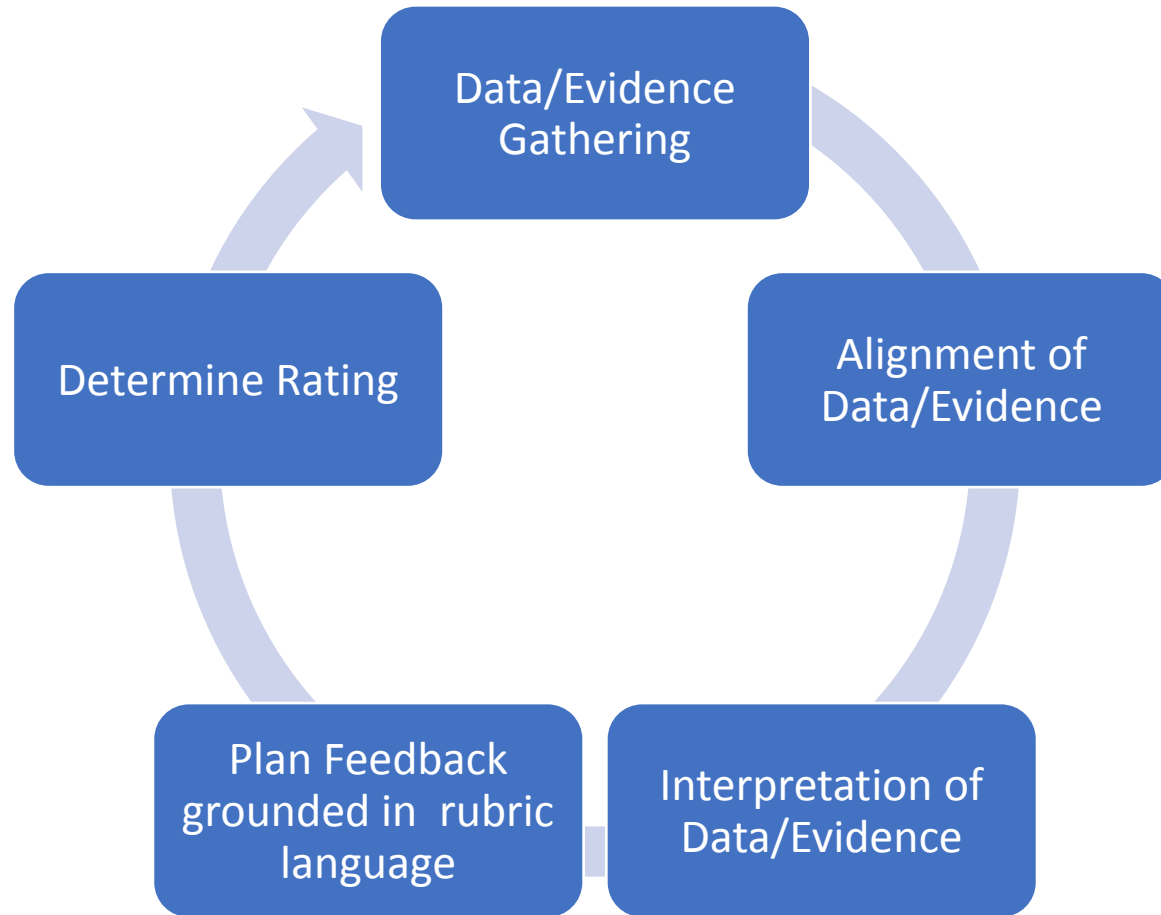 Data/Evidence
Gathering
Alignment of
Data/Evidence
Interpretation of
Data/Evidence
Plan Feedback
grounded in  rubric
language
Determine Rating